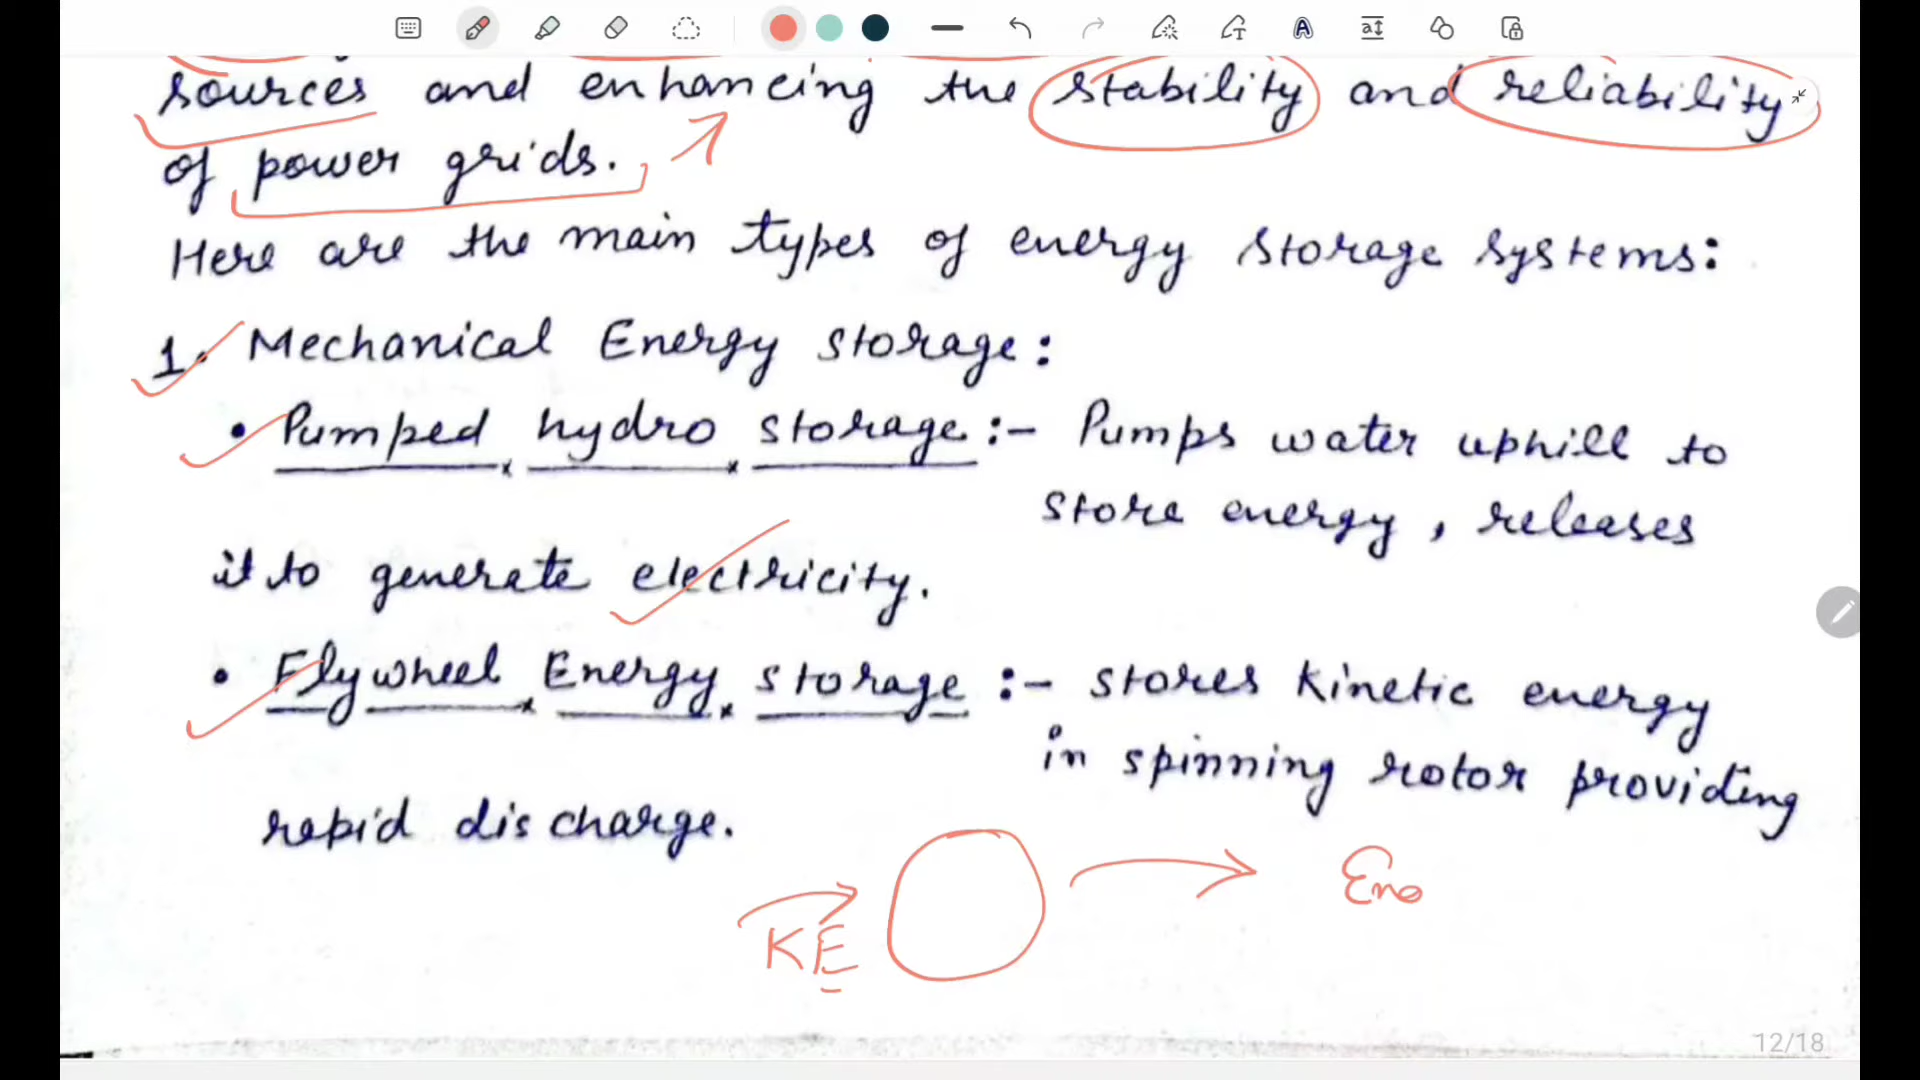 sources and enhancing the stability and reliability
of power grids.
Here are the main types of energy storage systems:
1. Mechanical Energy storage:
• Pumped hydro storage :- Pumps water uphill to
store energy, releases
it to generate electricity.
• Flywheel Energy storage :- stores kinetic energy
in spinning rotor providing
rapid discharge.
KE
Ene
12/18